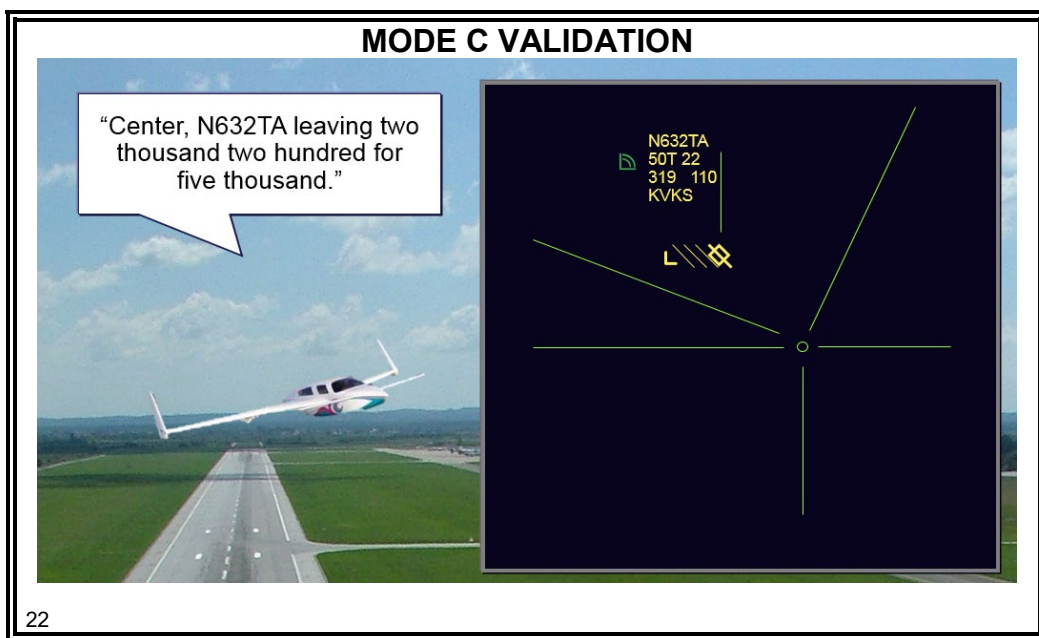 MODE C VALIDATION
“Center, N632TA leaving two
thousand two hundred for
five thousand.”
N632TA
50T 22
319 110
KVKS
22